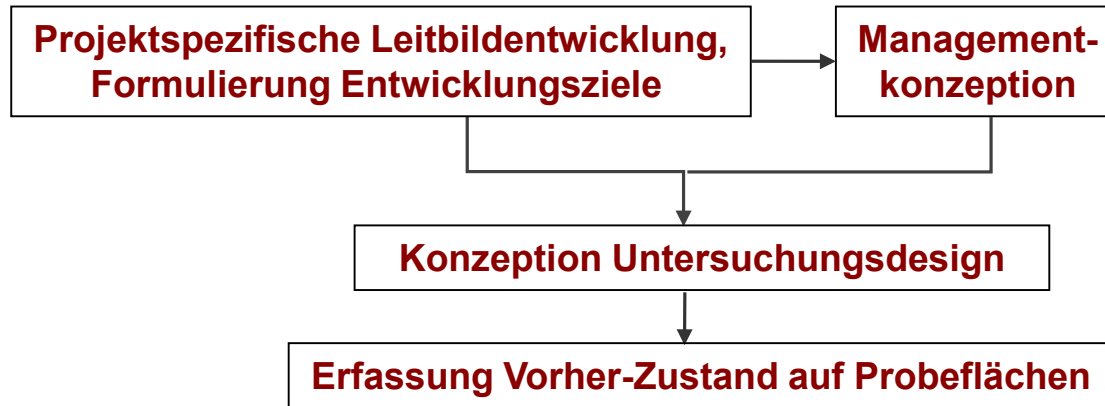 Projektspezifische Leitbildentwicklung,
Formulierung Entwicklungsziele
Management-
konzeption
Konzeption Untersuchungsdesign
Erfassung Vorher-Zustand auf Probeflächen